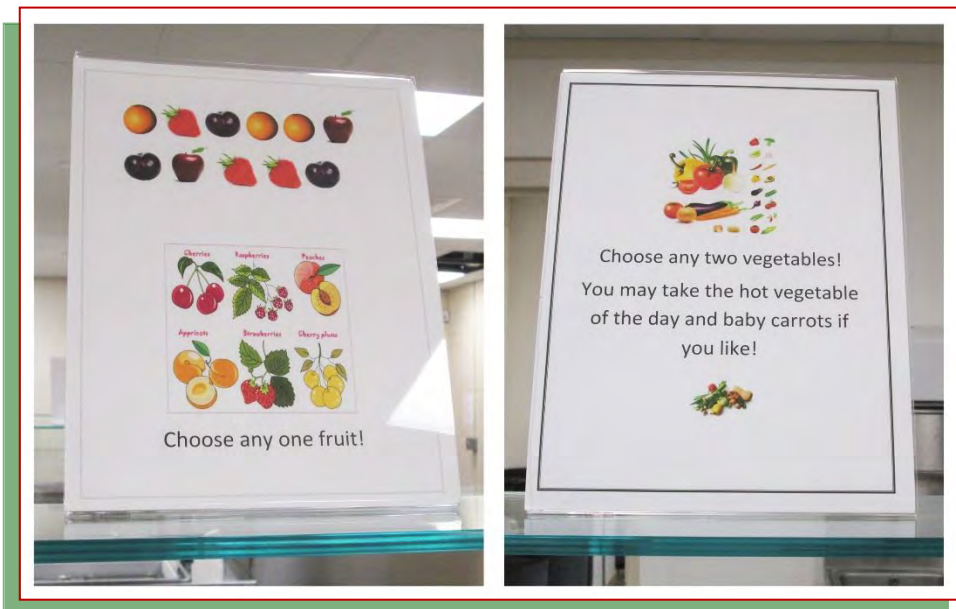 Cherries Raspberries Peaches
Appricots Strawberries Cherry plums
Choose any one fruit!
Choose any two vegetables!
You may take the hot vegetable
of the day and baby carrots if
you like!